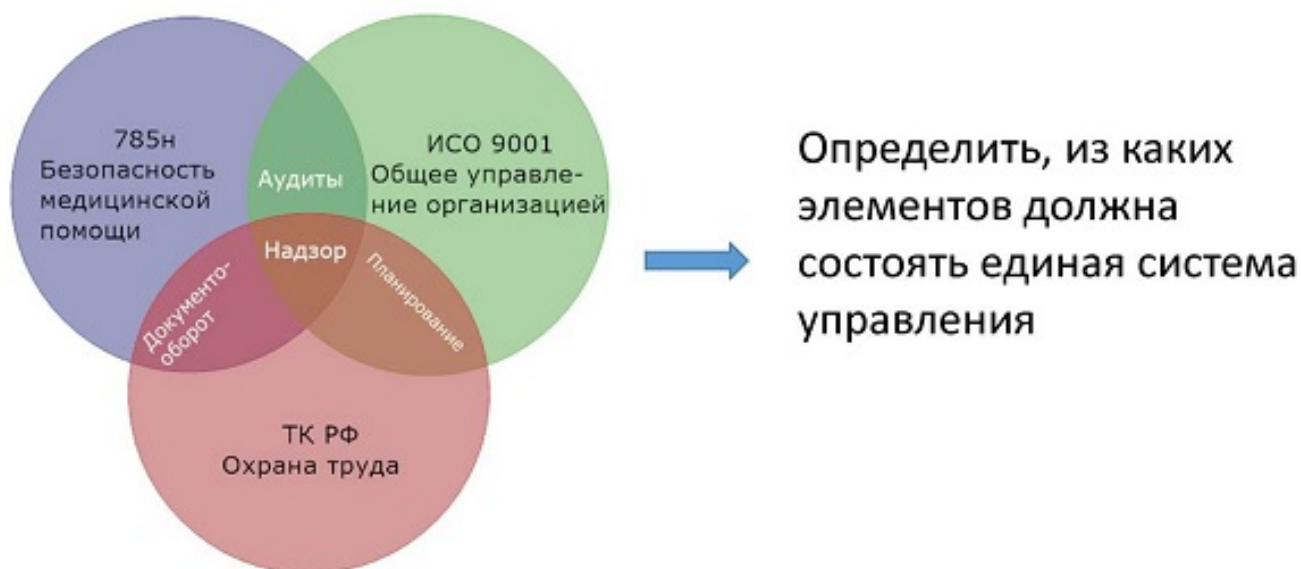 785н
Безопасность
медицинской
помощи
Аудиты
ИСО 9001
Общее управле-
ние организацией
Надзор
Документо-
оборот
Планирование
ТК РФ
Охрана труда
Определить, из каких
элементов должна
состоять единая система
управления